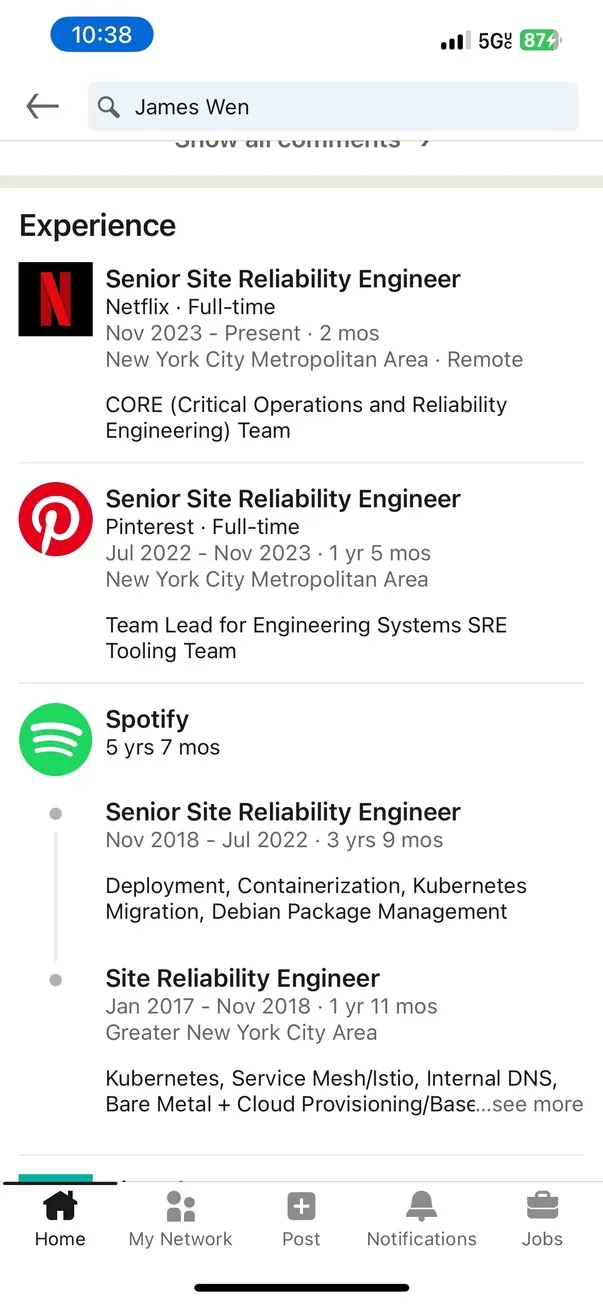 10:38
5G
87
James Wen
Show all comments
Experience
Senior Site Reliability Engineer
Netflix · Full-time
Nov 2023 - Present · 2 mos
New York City Metropolitan Area · Remote
CORE (Critical Operations and Reliability
Engineering) Team
Senior Site Reliability Engineer
Pinterest · Full-time
Jul 2022 - Nov 2023 · 1 yr 5 mos
New York City Metropolitan Area
Team Lead for Engineering Systems SRE
Tooling Team
Spotify
5 yrs 7 mos
Senior Site Reliability Engineer
Nov 2018 - Jul 2022 · 3 yrs 9 mos
Deployment, Containerization, Kubernetes
Migration, Debian Package Management
Site Reliability Engineer
Jan 2017 - Nov 2018 · 1 yr 11 mos
Greater New York City Area
Kubernetes, Service Mesh/Istio, Internal DNS,
Bare Metal + Cloud Provisioning/Base...see more
Home
My Network
Post
Notifications
Jobs